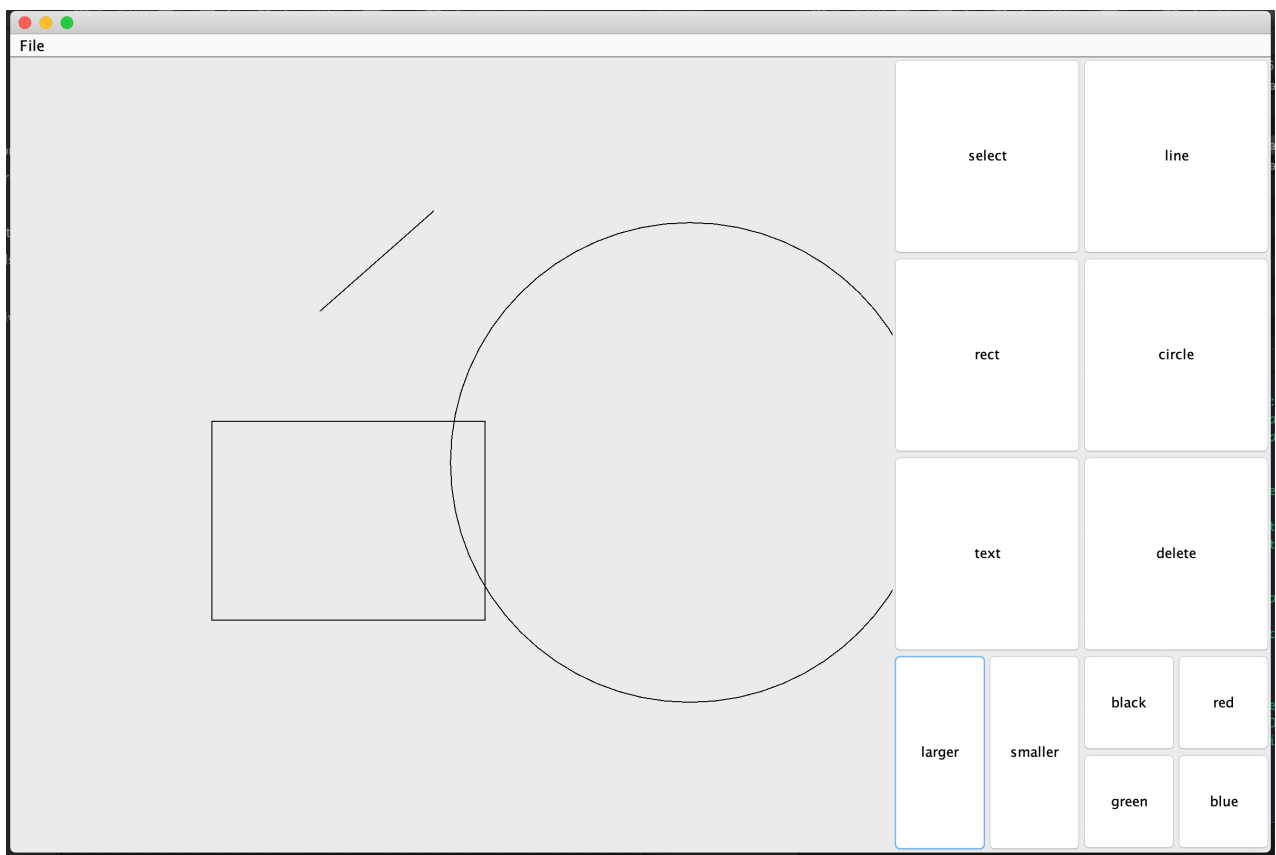 File
select
line
rect
circle
text
delete
larger
smaller
black
red
green
blue